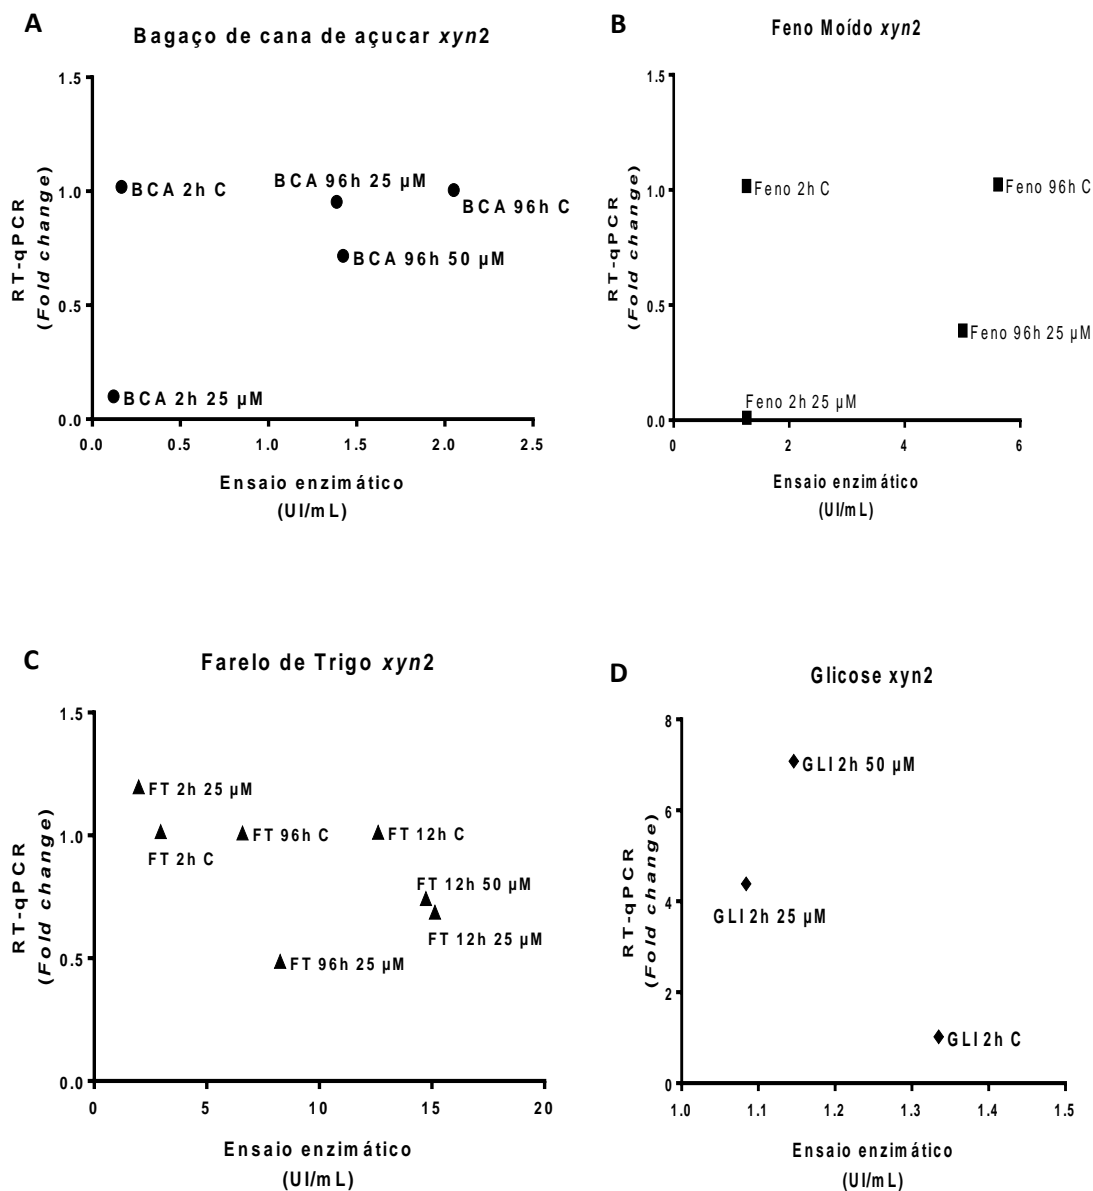 A
Bagaço de cana de açucar xyn2
1.5
1.0
0.5
0.0
RT-qPCR
(Fold change)
BCA 2h C
BCA 96h 25 µM
BCA 96h C
BCA 96h 50 µM
BCA 2h 25 µM
0.0 0.5 1.0 1.5 2.0 2.5
Ensaio enzimático
(UI/mL)
B
Feno Moído xyn2
1.5
1.0
0.5
0.0
RT-qPCR
(Fold change)
Feno 2h C
Feno 96h C
Feno 96h 25 µM
Feno 2h 25 µM
0 2 4 6
Ensaio enzimático
(UI/mL)
C
Farelo de Trigo xyn2
1.5
1.0
0.5
0.0
RT-qPCR
(Fold change)
FT 2h 25 µM
FT 2h C
FT 96h C
FT 12h C
FT 12h 50 µM
FT 12h 25 µM
FT 96h 25 µM
0 5 10 15 20
Ensaio enzimático
(UI/mL)
D
Glicose xyn2
8
6
4
2
0
RT-qPCR
(Fold change)
GLI 2h 50 µM
GLI 2h 25 µM
GLI 2h C
1.0 1.1 1.2 1.3 1.4 1.5
Ensaio enzimático
(UI/mL)